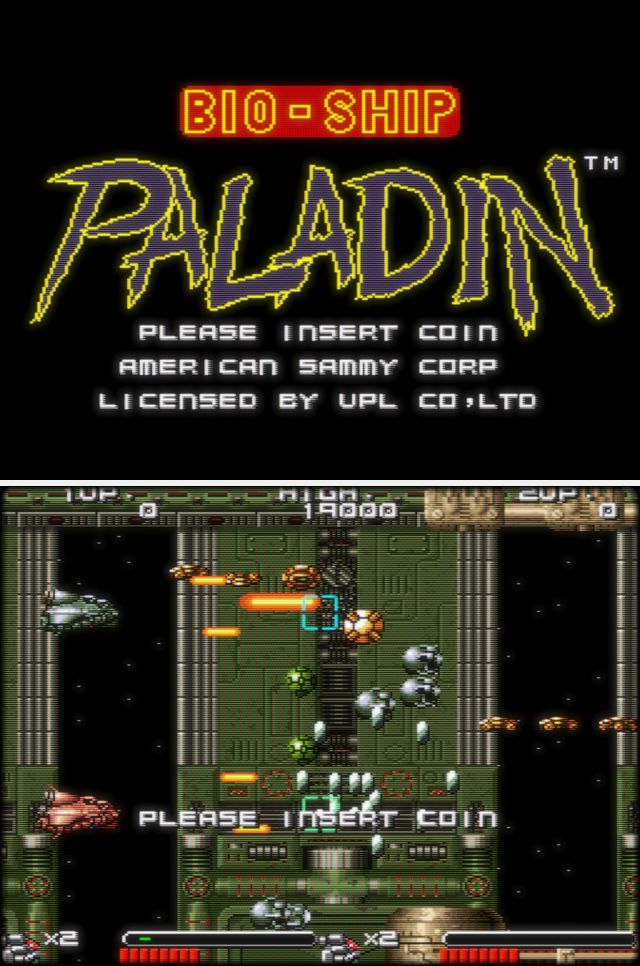 BIO-SHIP
PALADIN TM
PLEASE INSERT COIN
AMERICAN SAMMY CORP
LICENSED BY UPL CO,LTD
1UP. HIGH. 2UP.
0 19000 0
PLEASE INSERT COIN
x2 x2